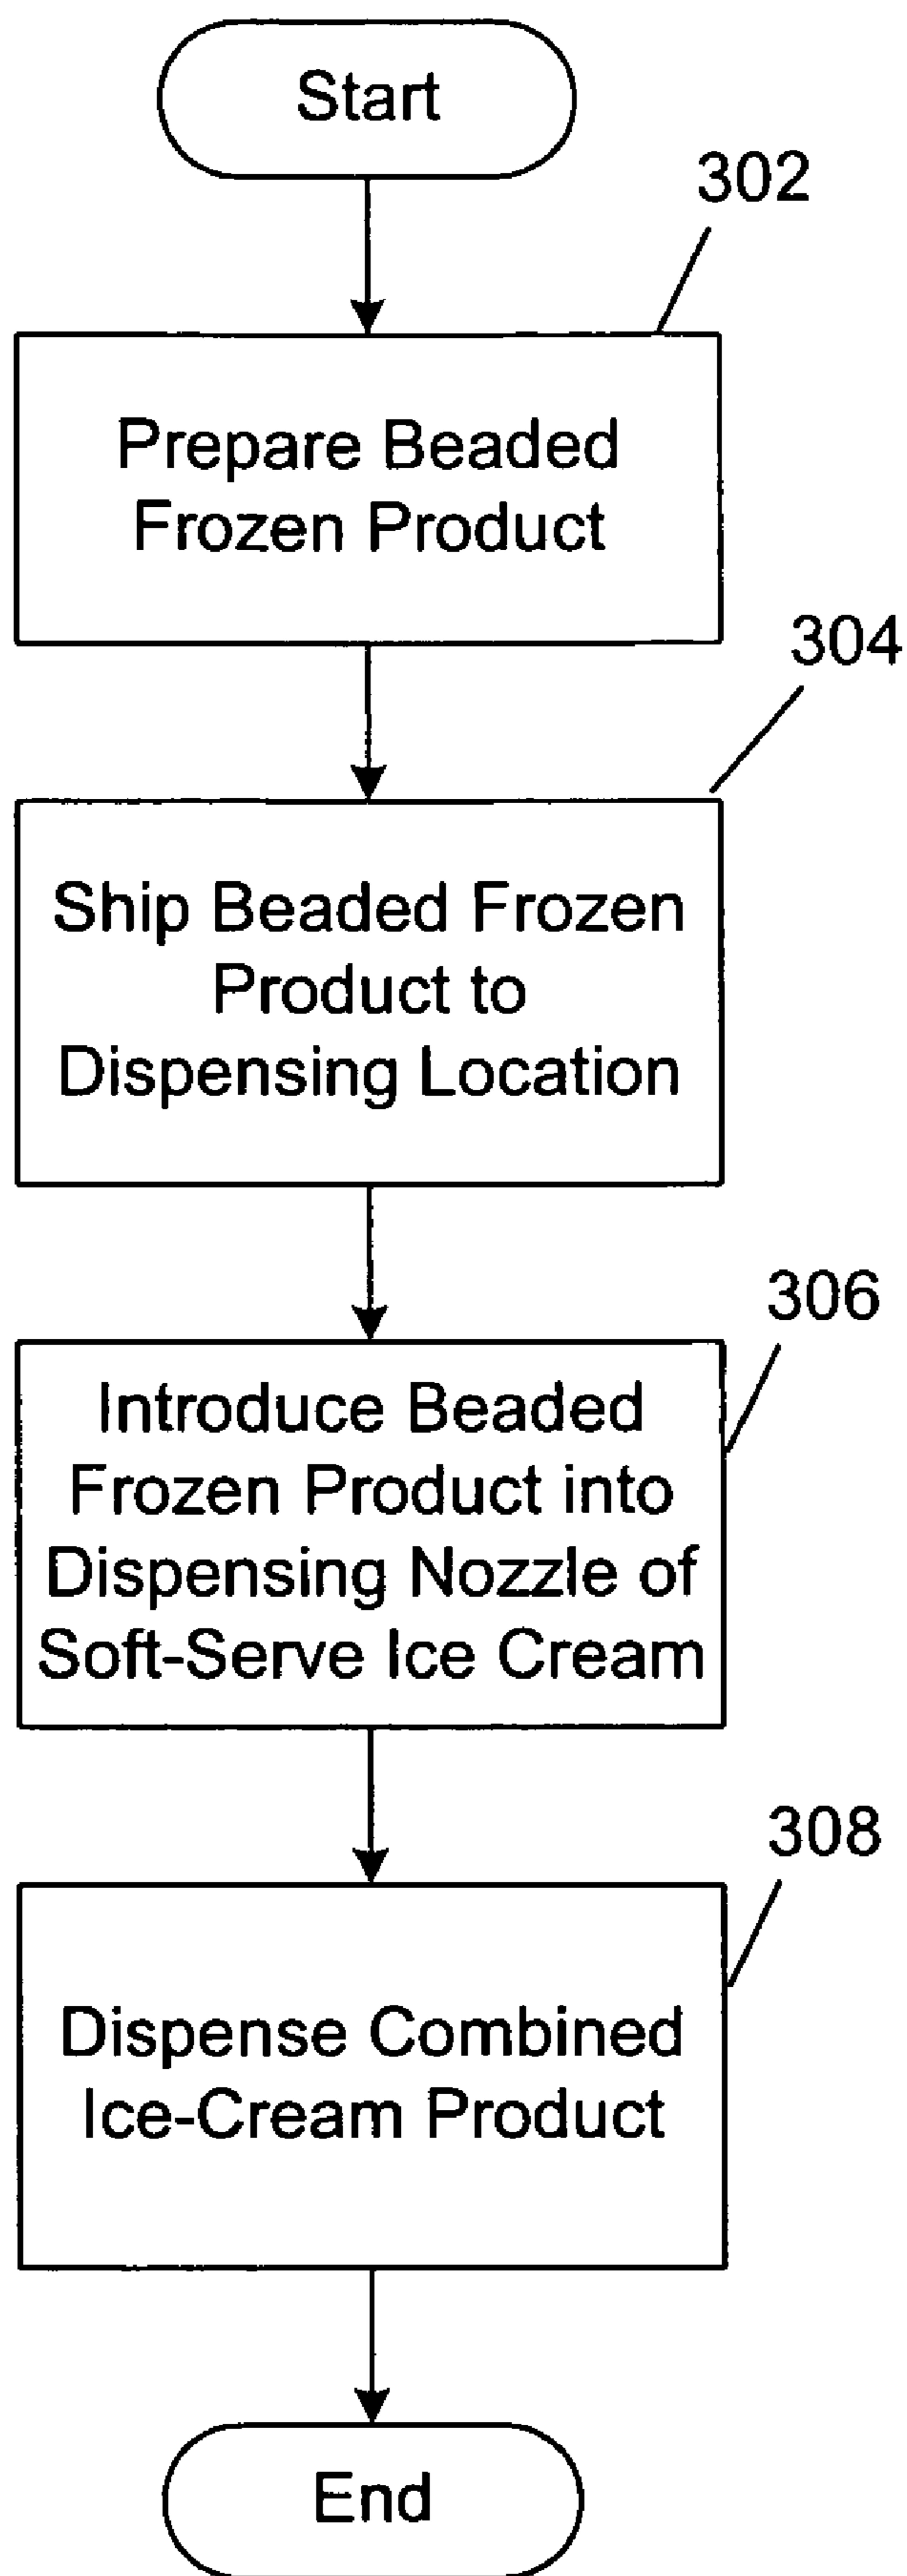 Start
302
Prepare Beaded
Frozen Product
304
Ship Beaded Frozen
Product to
Dispensing Location
306
Introduce Beaded
Frozen Product into
Dispensing Nozzle of
Soft-Serve Ice Cream
308
Dispense Combined
Ice-Cream Product
End